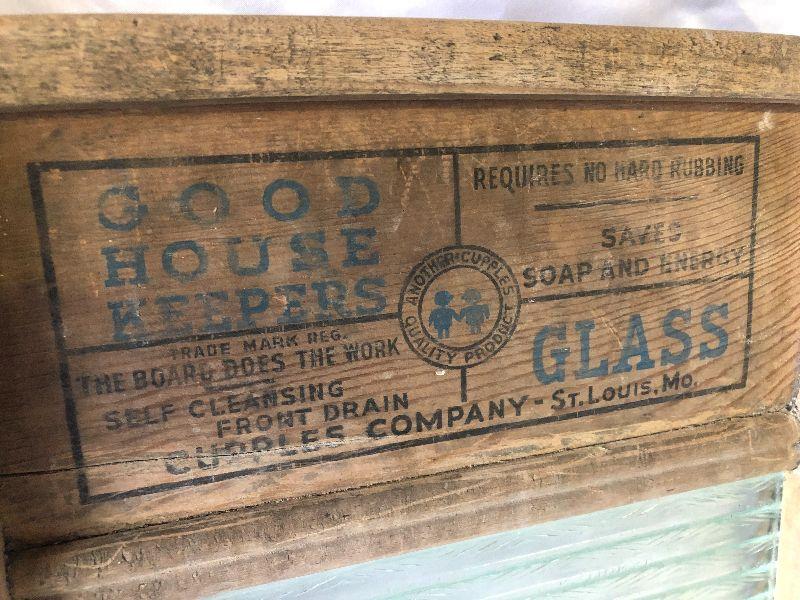 GOOD
HOUSE
KEEPERS
TRADE MARK REG.
THE BOARD DOES THE WORK
SELF CLEANSING
FRONT DRAIN
REQUIRES NO HARD RUBBING
SAVES
SOAP AND ENERGY
ANOTHER CUPPLES
QUALITY PRODUCT
GLASS
CUPPLES COMPANY - ST. LOUIS, MO.